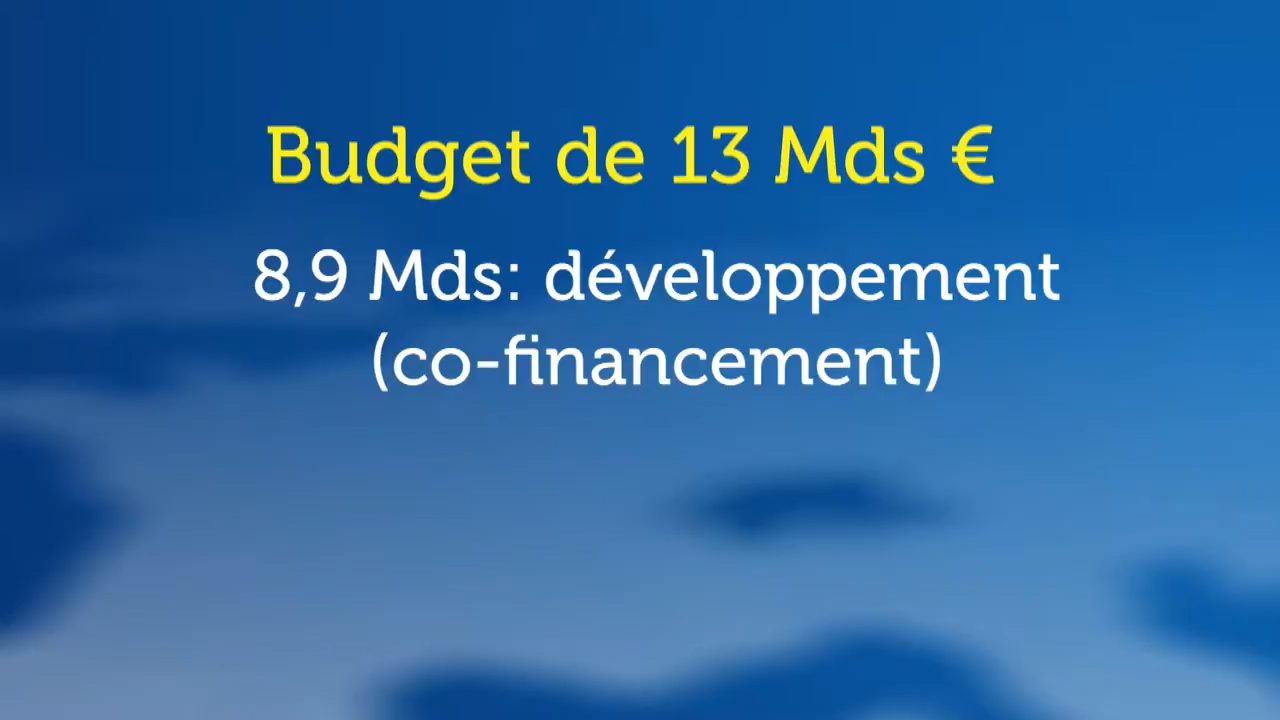 Budget de 13 Mds €
8,9 Mds: développement
(co-financement)